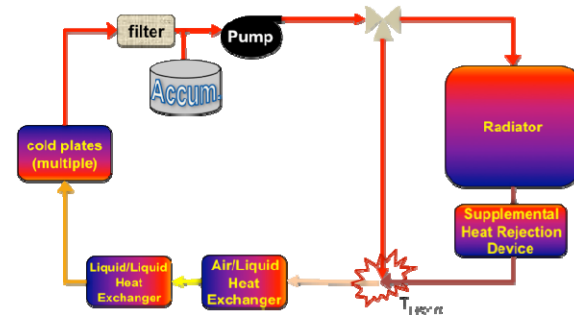 filter
Pump
Accum.
Radiator
cold plates
(multiple)
Supplemental
Heat Rejection
Device
Liquid/Liquid
Heat
Exchanger
Air/Liquid
Heat
Exchanger